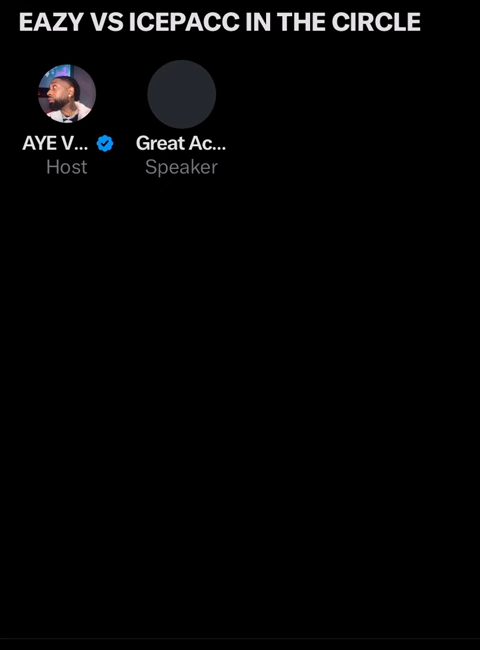 EAZY VS ICEPACC IN THE CIRCLE
AYE V... Great Ac...
Host Speaker